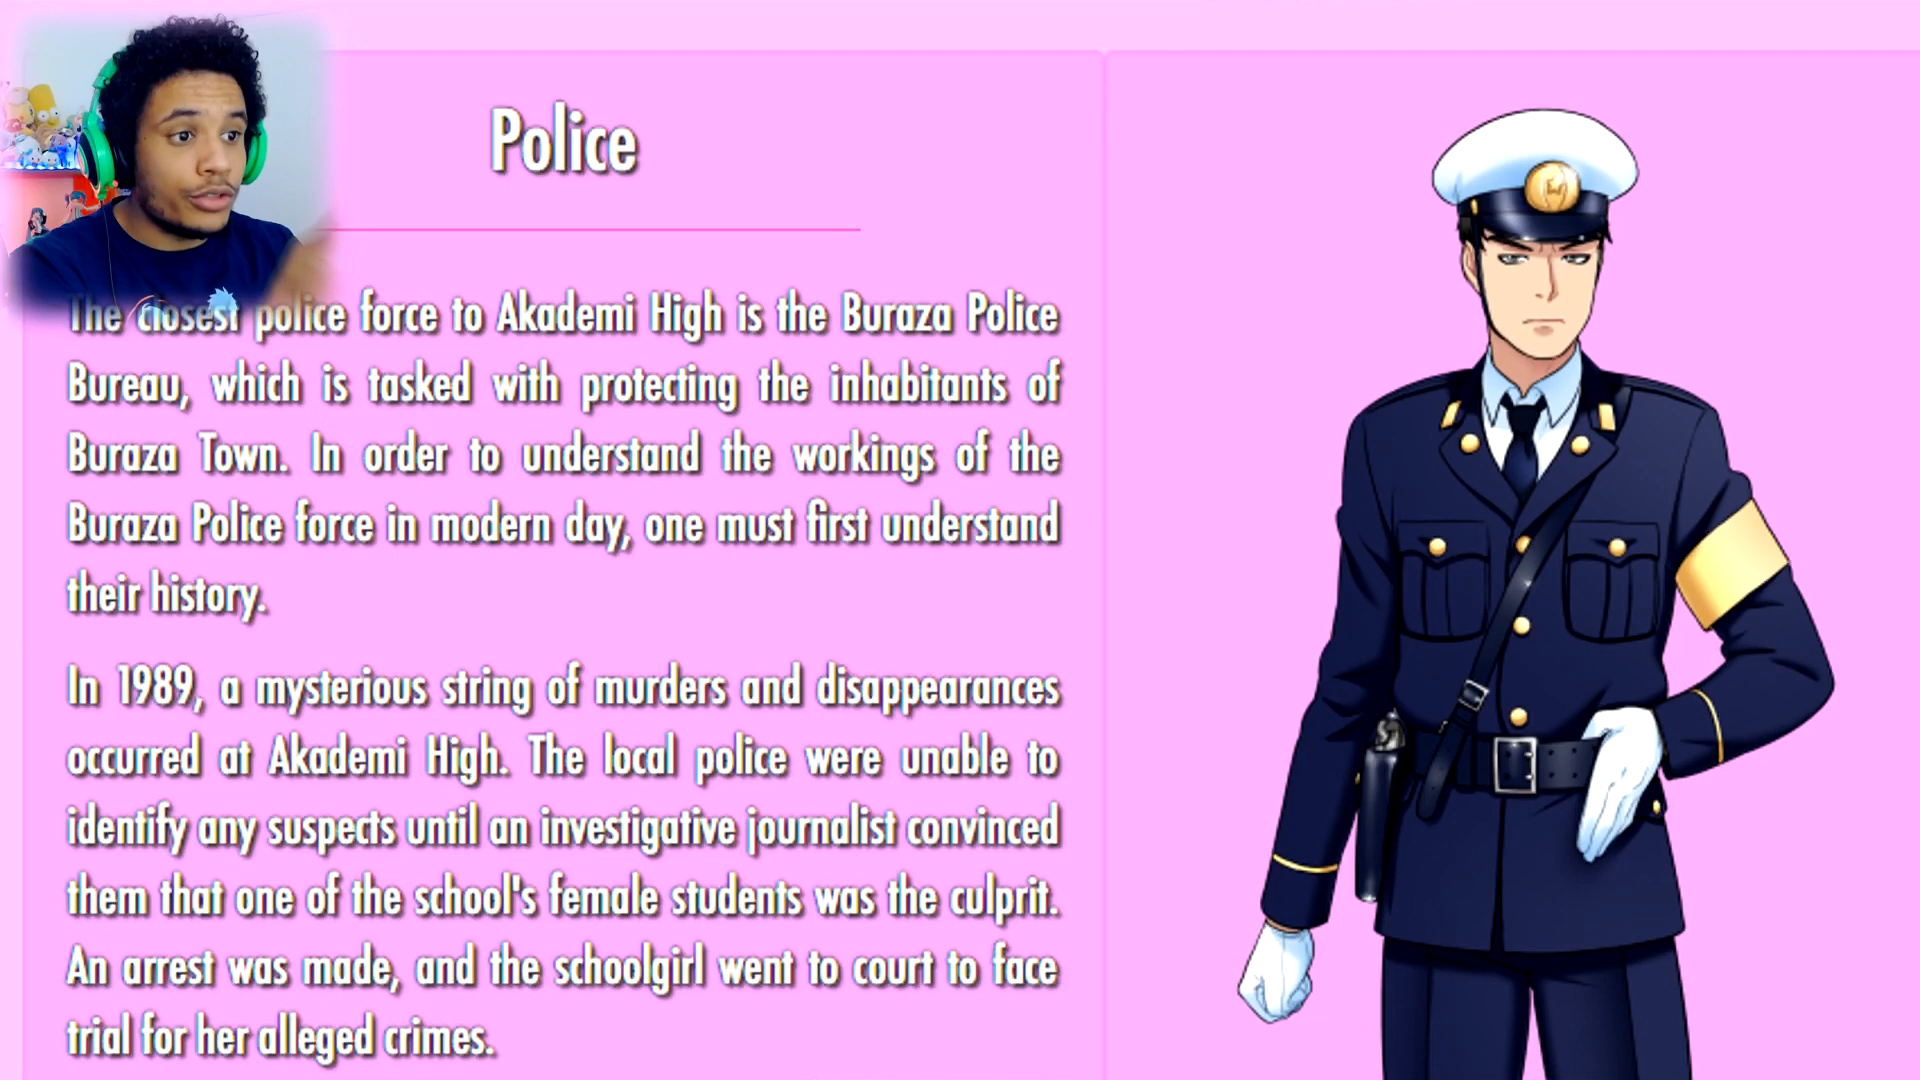 Police
The closest police force to Akademi High is the Buraza Police
Bureau, which is tasked with protecting the inhabitants of
Buraza Town. In order to understand the workings of the
Buraza Police force in modern day, one must first understand
their history.
In 1989, a mysterious string of murders and disappearances
occurred at Akademi High. The local police were unable to
identify any suspects until an investigative journalist convinced
them that one of the school's female students was the culprit.
An arrest was made, and the schoolgirl went to court to face
trial for her alleged crimes.